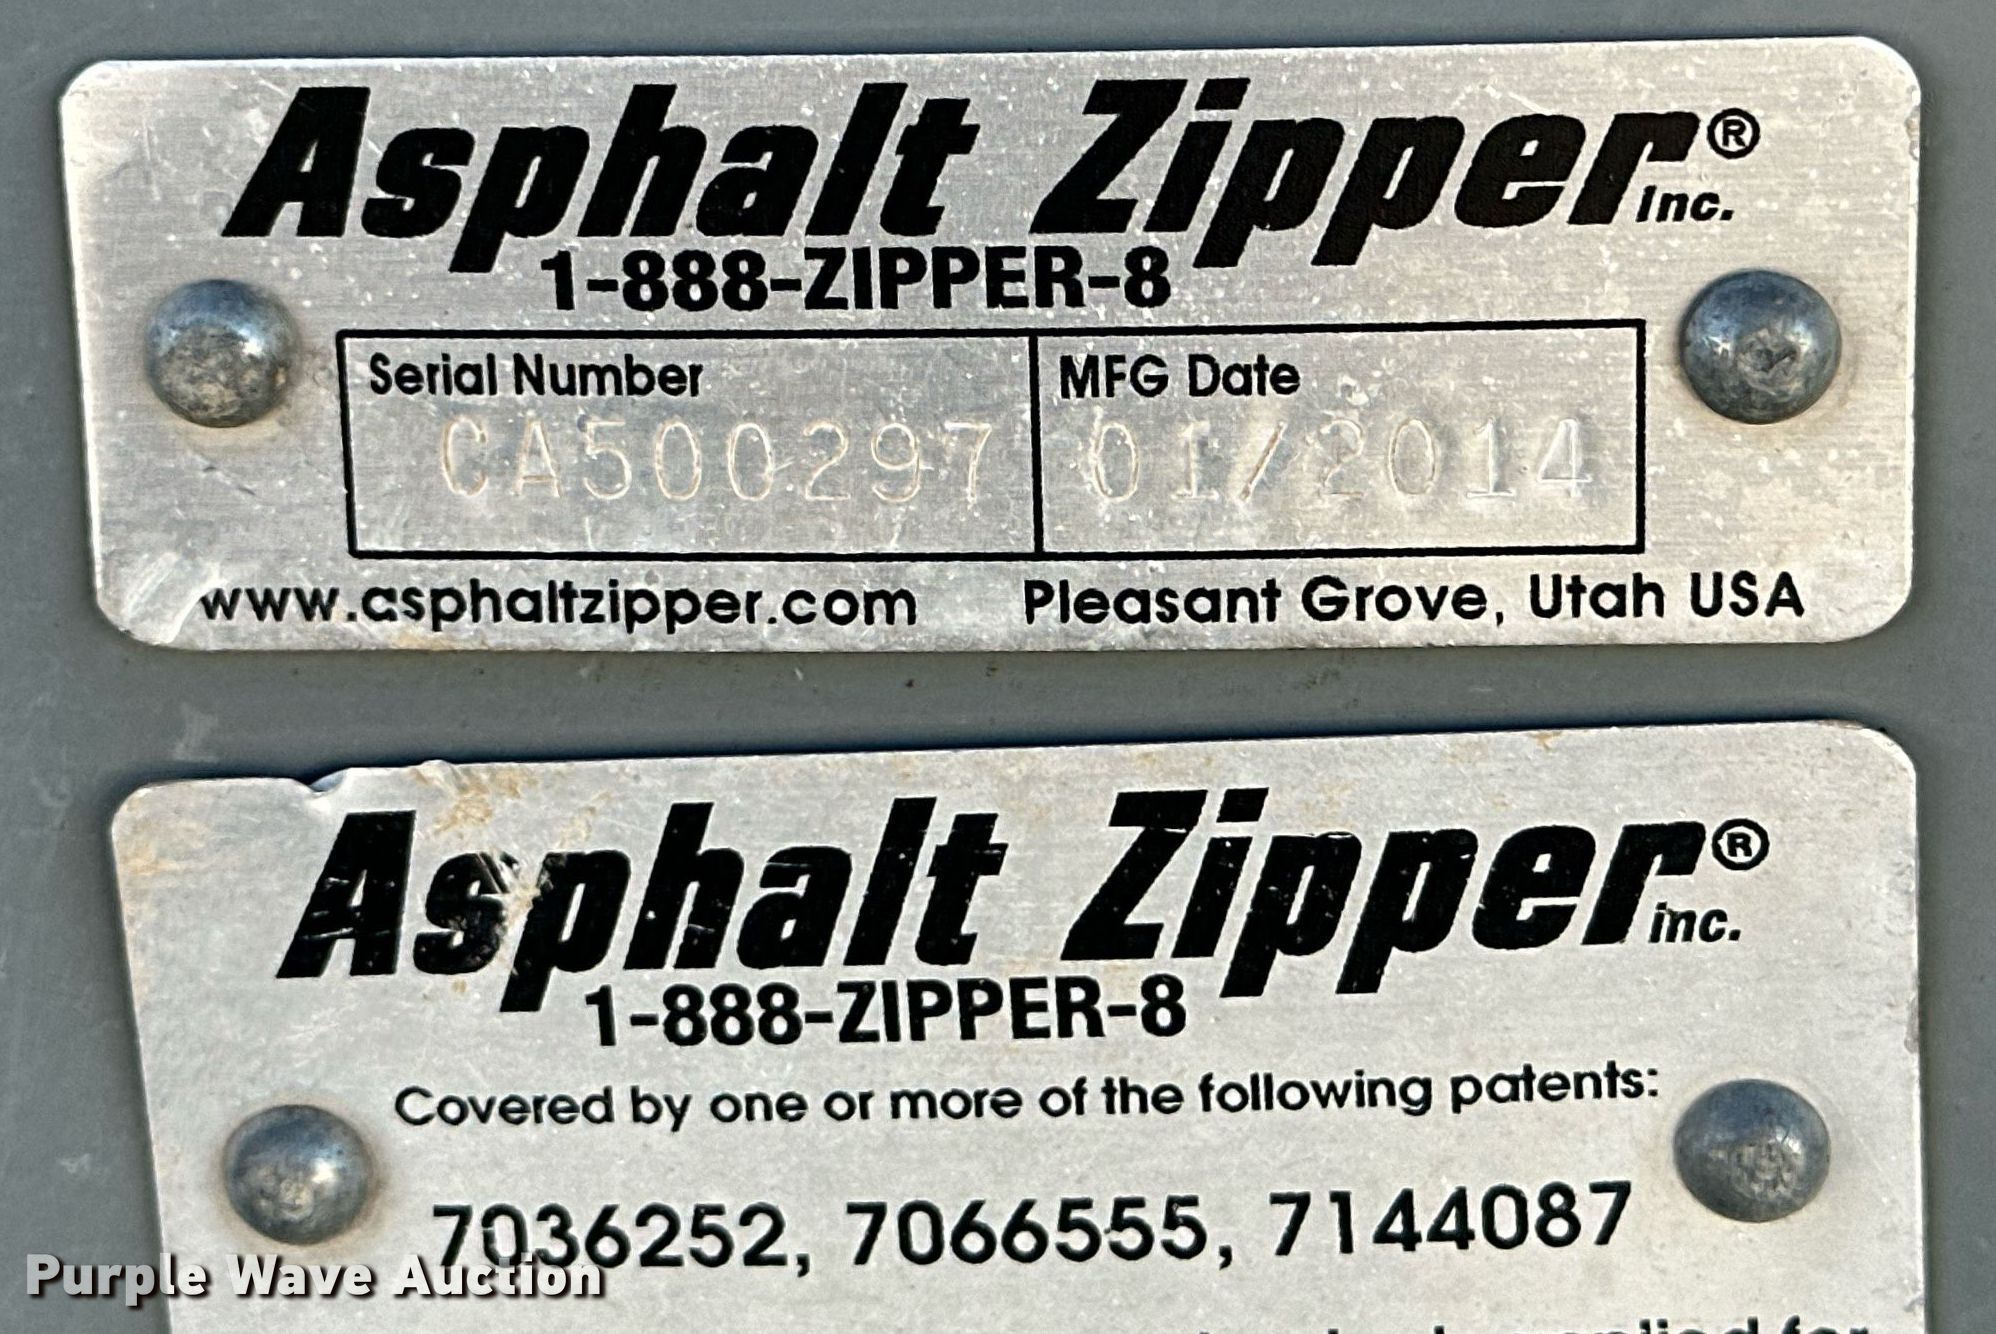 Asphalt Zipper® inc.
1-888-ZIPPER-8
Serial Number MFG Date
CA500297 01/2014
www.asphaltzipper.com Pleasant Grove, Utah USA
Asphalt Zipper® inc.
1-888-ZIPPER-8
Covered by one or more of the following patents:
7036252, 7066555, 7144087
Purple Wave Auction
applied for